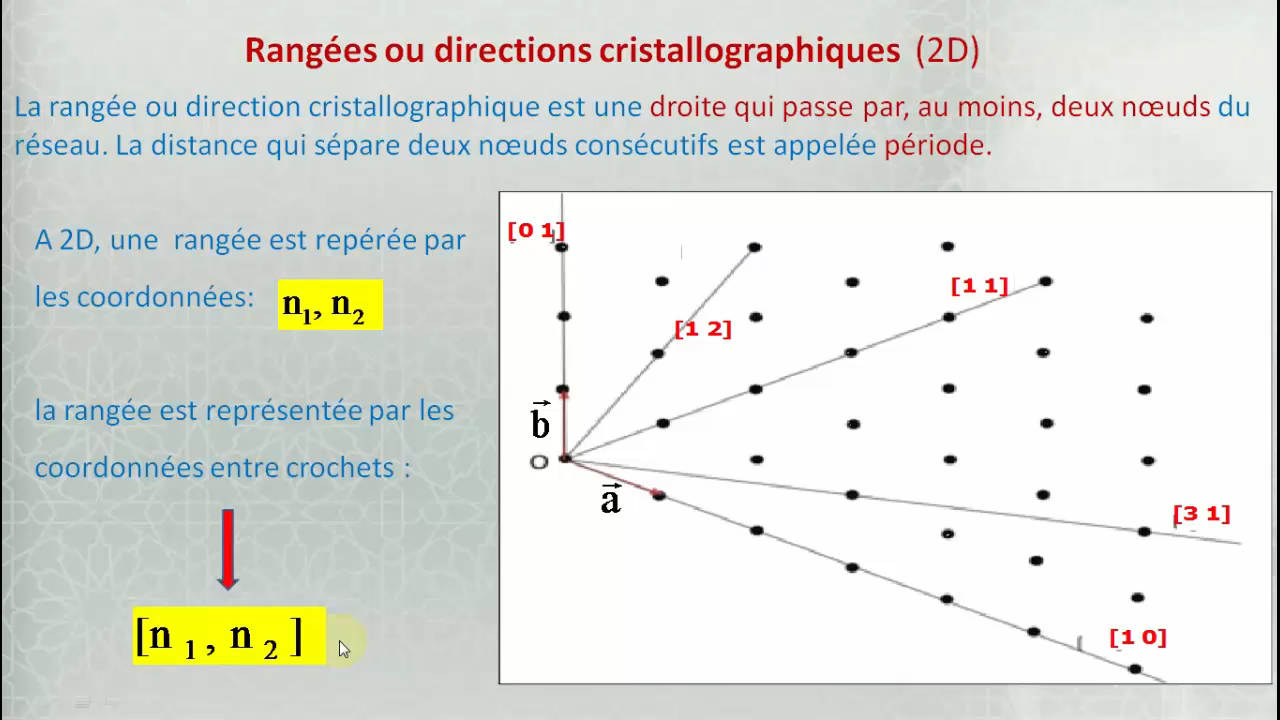 Rangées ou directions cristallographiques (2D)
La rangée ou direction cristallographique est une droite qui passe par, au moins, deux nœuds du
réseau. La distance qui sépare deux nœuds consécutifs est appelée période.
A 2D, une rangée est repérée par
les coordonnées: n1, n2
la rangée est représentée par les
coordonnées entre crochets :
[n 1 , n 2 ]
[0 1]
[1 1]
[1 2]
b
O
a
[3 1]
[1 0]